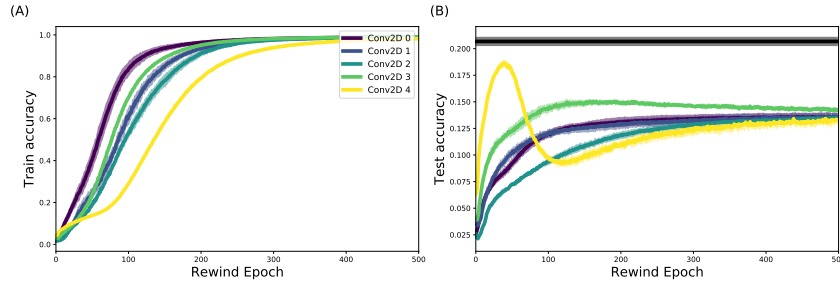 (A)
(B)
1.0
0.8
0.6
0.4
0.2
0.0
Train accuracy
0
100
200
300
400
500
Rewind Epoch
Conv2D 0
Conv2D 1
Conv2D 2
Conv2D 3
Conv2D 4
0.200
0.175
0.150
0.125
0.100
0.075
0.050
0.025
Test accuracy
0
100
200
300
400
500
Rewind Epoch